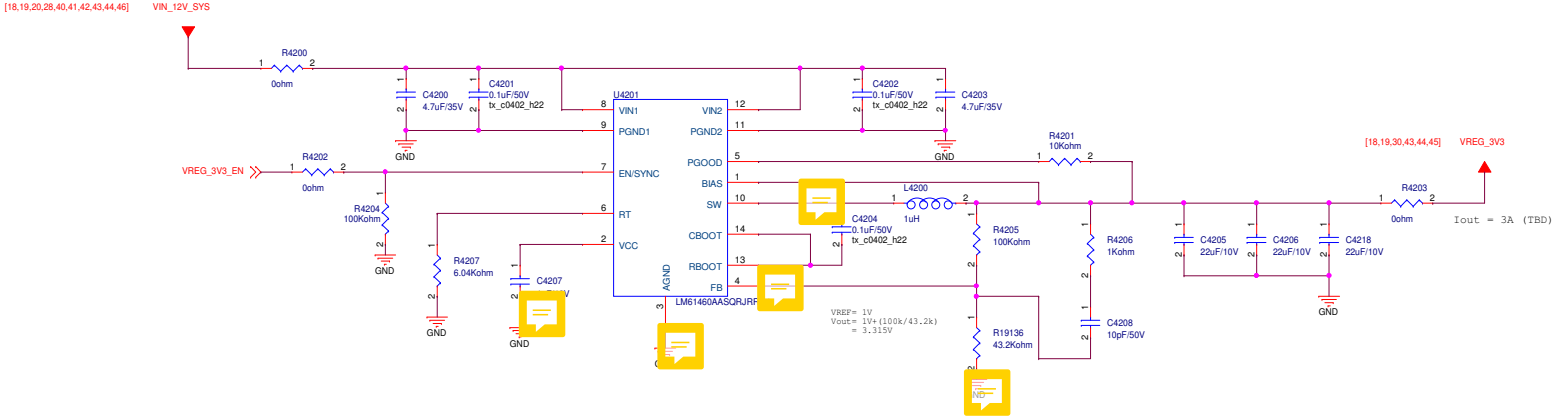 [18,19,20,28,40,41,42,43,44,46] VIN_12V_SYS
R4200
1 2
0ohm
1
C4200
4.7uF/35V
2
1
C4201
0.1uF/50V
tx_c0402_h22
2
1
C4202
0.1uF/50V
tx_c0402_h22
2
1
C4203
4.7uF/35V
2
GND
GND
U4201
8 VIN1
9 PGND1
7 EN/SYNC
6 RT
2 VCC
AGND
3
VIN2 12
PGND2 11
PGOOD 5
BIAS 1
SW 10
CBOOT 14
RBOOT 13
FB 4
VREG_3V3_EN
R4202
1 2
0ohm
1
R4204
100Kohm
2
GND
1
R4207
6.04Kohm
2
GND
1
C4207
2
GND
R4201
10Kohm
1 2
L4200
1 2
1uH
C4204
0.1uF/50V
tx_c0402_h22
2
1
R4205
100Kohm
2
1
R4206
1Kohm
2
1
C4205
22uF/10V
2
1
C4206
22uF/10V
2
1
C4218
22uF/10V
2
GND
[18,19,30,43,44,45] VREG_3V3
R4203
1 2
0ohm
Iout = 3A (TBD)
VREF= 1V
Vout= 1V+(100k/43.2k)
= 3.315V
1
R19136
43.2Kohm
2
1
C4208
10pF/50V
2